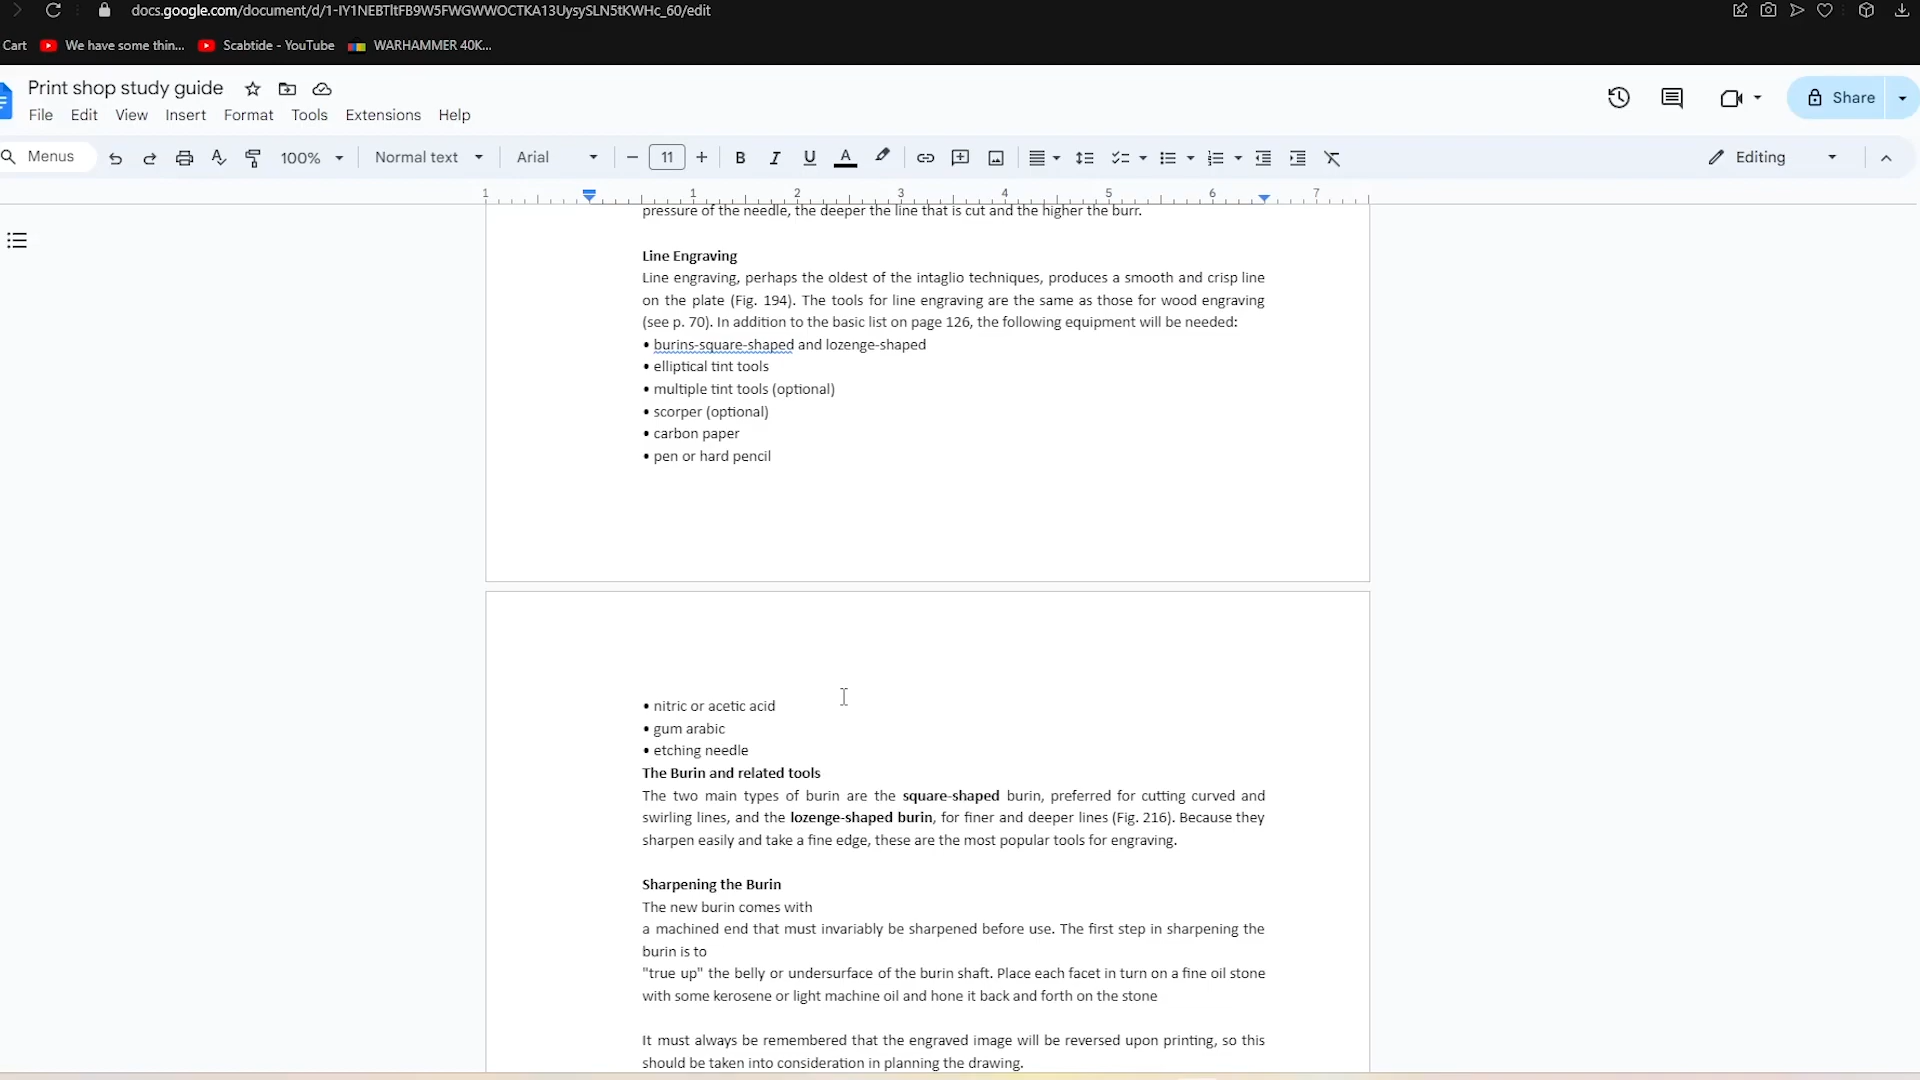 docs.google.com/document/d/1-IY1NEBTltFB9W5FWGWWOCTKA13UysySLN5tKWHc_60/edit
Cart We have some thin... Scabtide - YouTube WARHAMMER 40K...
Print shop study guide
File Edit View Insert Format Tools Extensions Help
Share
Menus 100% Normal text Arial 11 Editing
1 1 2 3 4 5 6 7
pressure of the needle, the deeper the line that is cut and the higher the burr.
Line Engraving
Line engraving, perhaps the oldest of the intaglio techniques, produces a smooth and crisp line
on the plate (Fig. 194). The tools for line engraving are the same as those for wood engraving
(see p. 70). In addition to the basic list on page 126, the following equipment will be needed:
• burins-square-shaped and lozenge-shaped
• elliptical tint tools
• multiple tint tools (optional)
• scorper (optional)
• carbon paper
• pen or hard pencil
• nitric or acetic acid
• gum arabic
• etching needle
The Burin and related tools
The two main types of burin are the square-shaped burin, preferred for cutting curved and
swirling lines, and the lozenge-shaped burin, for finer and deeper lines (Fig. 216). Because they
sharpen easily and take a fine edge, these are the most popular tools for engraving.
Sharpening the Burin
The new burin comes with
a machined end that must invariably be sharpened before use. The first step in sharpening the
burin is to
"true up" the belly or undersurface of the burin shaft. Place each facet in turn on a fine oil stone
with some kerosene or light machine oil and hone it back and forth on the stone
It must always be remembered that the engraved image will be reversed upon printing, so this
should be taken into consideration in planning the drawing.